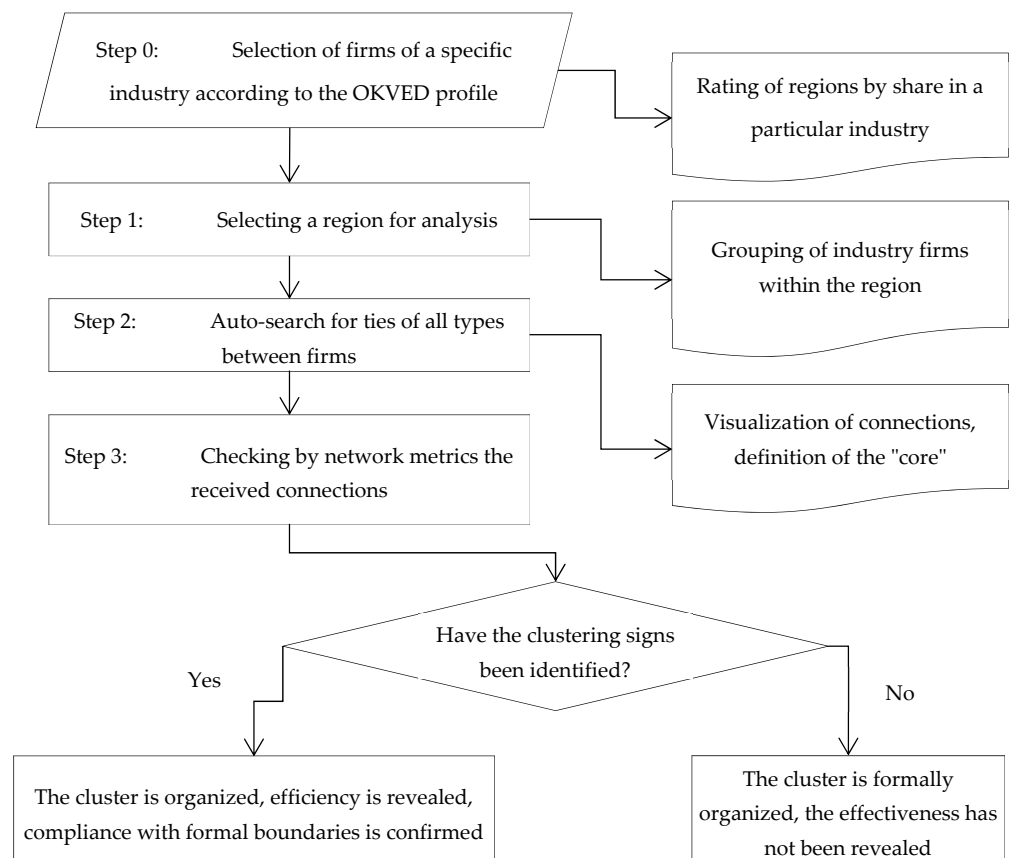 Step 0: Selection of firms of a specific
industry according to the OKVED profile
Rating of regions by share in a
particular industry
Step 1: Selecting a region for analysis
Grouping of industry firms
within the region
Step 2: Auto-search for ties of all types
between firms
Visualization of connections,
definition of the "core"
Step 3: Checking by network metrics the
received connections
Have the clustering signs
been identified?
Yes
No
The cluster is organized, efficiency is revealed,
compliance with formal boundaries is confirmed
The cluster is formally
organized, the effectiveness has
not been revealed